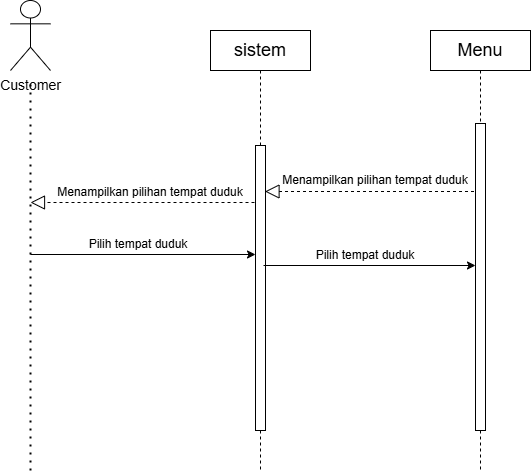 Customer
sistem
Menu
Menampilkan pilihan tempat duduk
Menampilkan pilihan tempat duduk
Pilih tempat duduk
Pilih tempat duduk